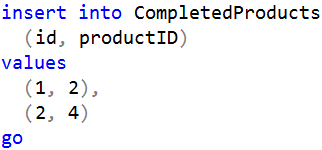 insert into CompletedProducts
  (id, productID)
values
  (1, 2),
  (2, 4)
go